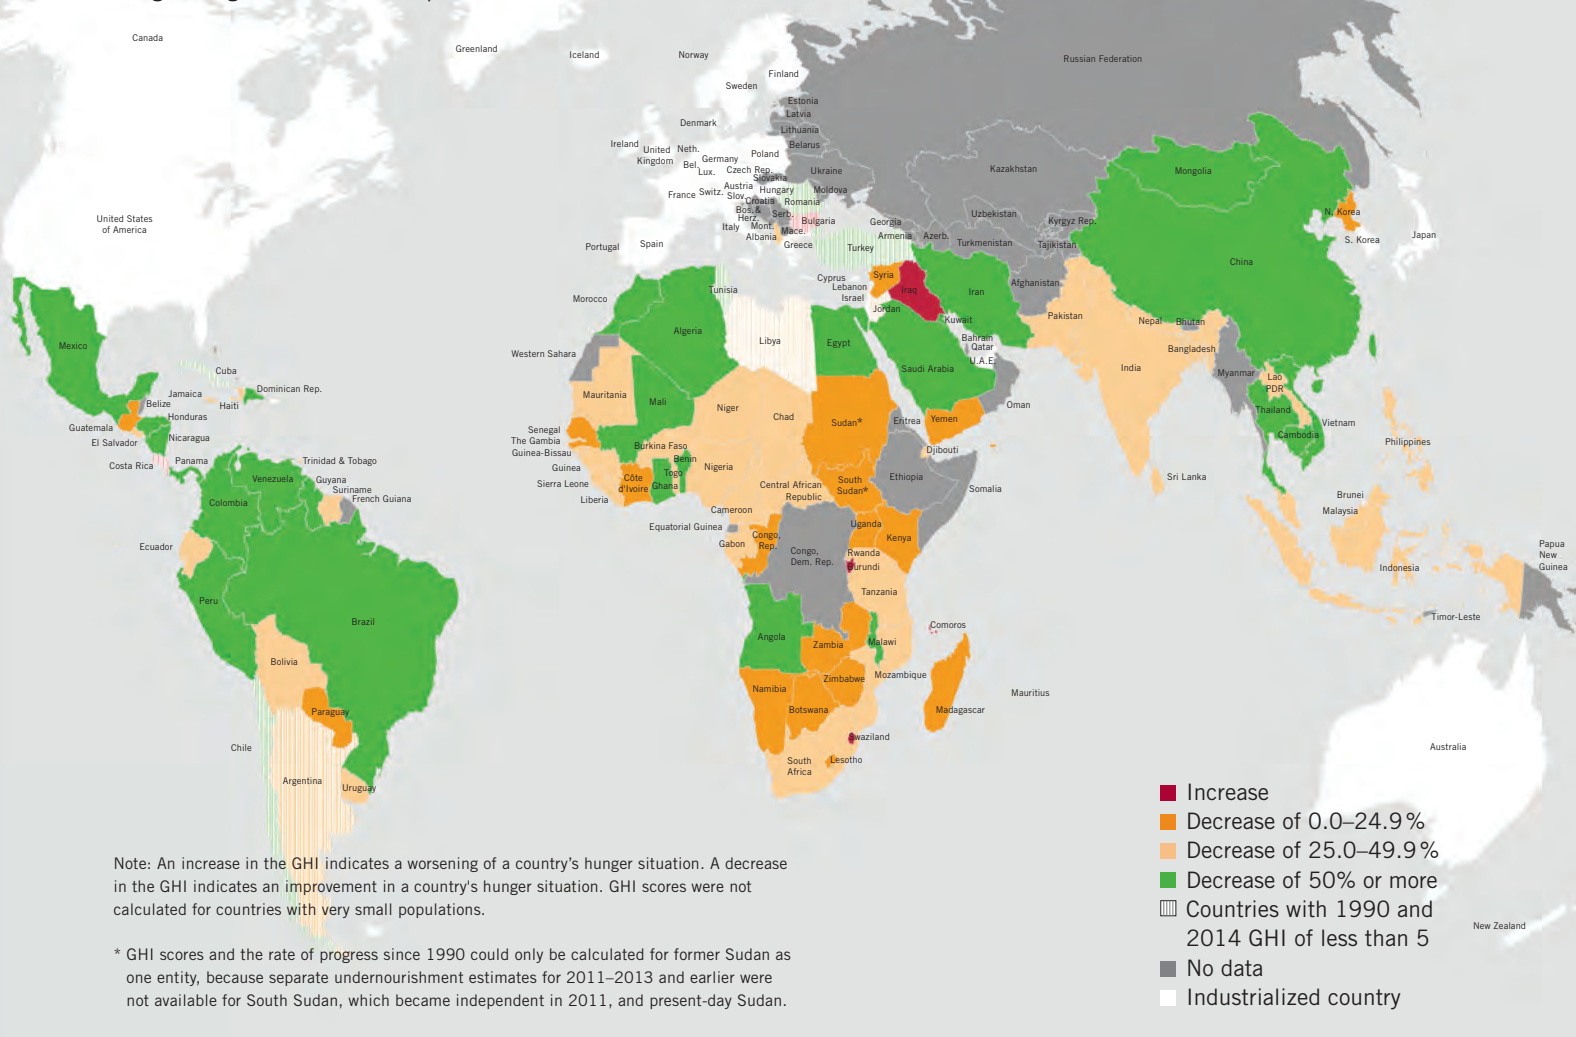 Canada
Greenland
Iceland
Norway
Finland
Sweden
Russian Federation
Estonia
Latvia
Lithuania
Belarus
Denmark
Ireland
United
Kingdom
Neth.
Bel.
Lux.
Germany
Poland
Czech Rep.
Slovakia
Ukraine
Kazakhstan
Mongolia
France
Switz.
Austria
Slov.
Hungary
Moldova
Croatia
Romania
Bos.&
Herz.
Serb.
Bulgaria
Italy
Mont.
Mace.
Albania
Greece
Portugal
Spain
Turkey
Georgia
Armenia
Azerb.
Uzbekistan
Kyrgyz Rep.
Turkmenistan
Tajikistan
N. Korea
S. Korea
Japan
China
United States
of America
Cyprus
Lebanon
Israel
Syria
Iraq
Iran
Afghanistan
Jordan
Kuwait
Pakistan
Nepal
Bhutan
Bangladesh
India
Myanmar
Lao
PDR
Thailand
Vietnam
Cambodia
Philippines
Sri Lanka
Brunei
Malaysia
Indonesia
Papua
New
Guinea
Timor-Leste
Morocco
Tunisia
Algeria
Libya
Egypt
Bahrain
Qatar
U.A.E.
Saudi Arabia
Oman
Yemen
Western Sahara
Mauritania
Mali
Niger
Chad
Sudan*
Eritrea
Djibouti
Senegal
The Gambia
Guinea-Bissau
Guinea
Sierra Leone
Liberia
Côte
d'Ivoire
Burkina Faso
Benin
Togo
Ghana
Nigeria
Central African
Republic
South
Sudan*
Ethiopia
Somalia
Cameroon
Equatorial Guinea
Gabon
Congo,
Rep.
Congo,
Dem. Rep.
Uganda
Kenya
Rwanda
Burundi
Tanzania
Angola
Zambia
Malawi
Comoros
Mozambique
Zimbabwe
Namibia
Botswana
Madagascar
Mauritius
Swaziland
Lesotho
South
Africa
Mexico
Cuba
Jamaica
Dominican Rep.
Haiti
Belize
Honduras
Guatemala
El Salvador
Nicaragua
Costa Rica
Panama
Trinidad & Tobago
Venezuela
Guyana
Suriname
French Guiana
Colombia
Ecuador
Peru
Brazil
Bolivia
Paraguay
Chile
Argentina
Uruguay
Australia
New Zealand
Increase
Decrease of 0.0–24.9%
Decrease of 25.0–49.9%
Decrease of 50% or more
Countries with 1990 and
2014 GHI of less than 5
No data
Industrialized country
Note: An increase in the GHI indicates a worsening of a country’s hunger situation. A decrease
in the GHI indicates an improvement in a country's hunger situation. GHI scores were not
calculated for countries with very small populations.
* GHI scores and the rate of progress since 1990 could only be calculated for former Sudan as
one entity, because separate undernourishment estimates for 2011–2013 and earlier were
not available for South Sudan, which became independent in 2011, and present-day Sudan.